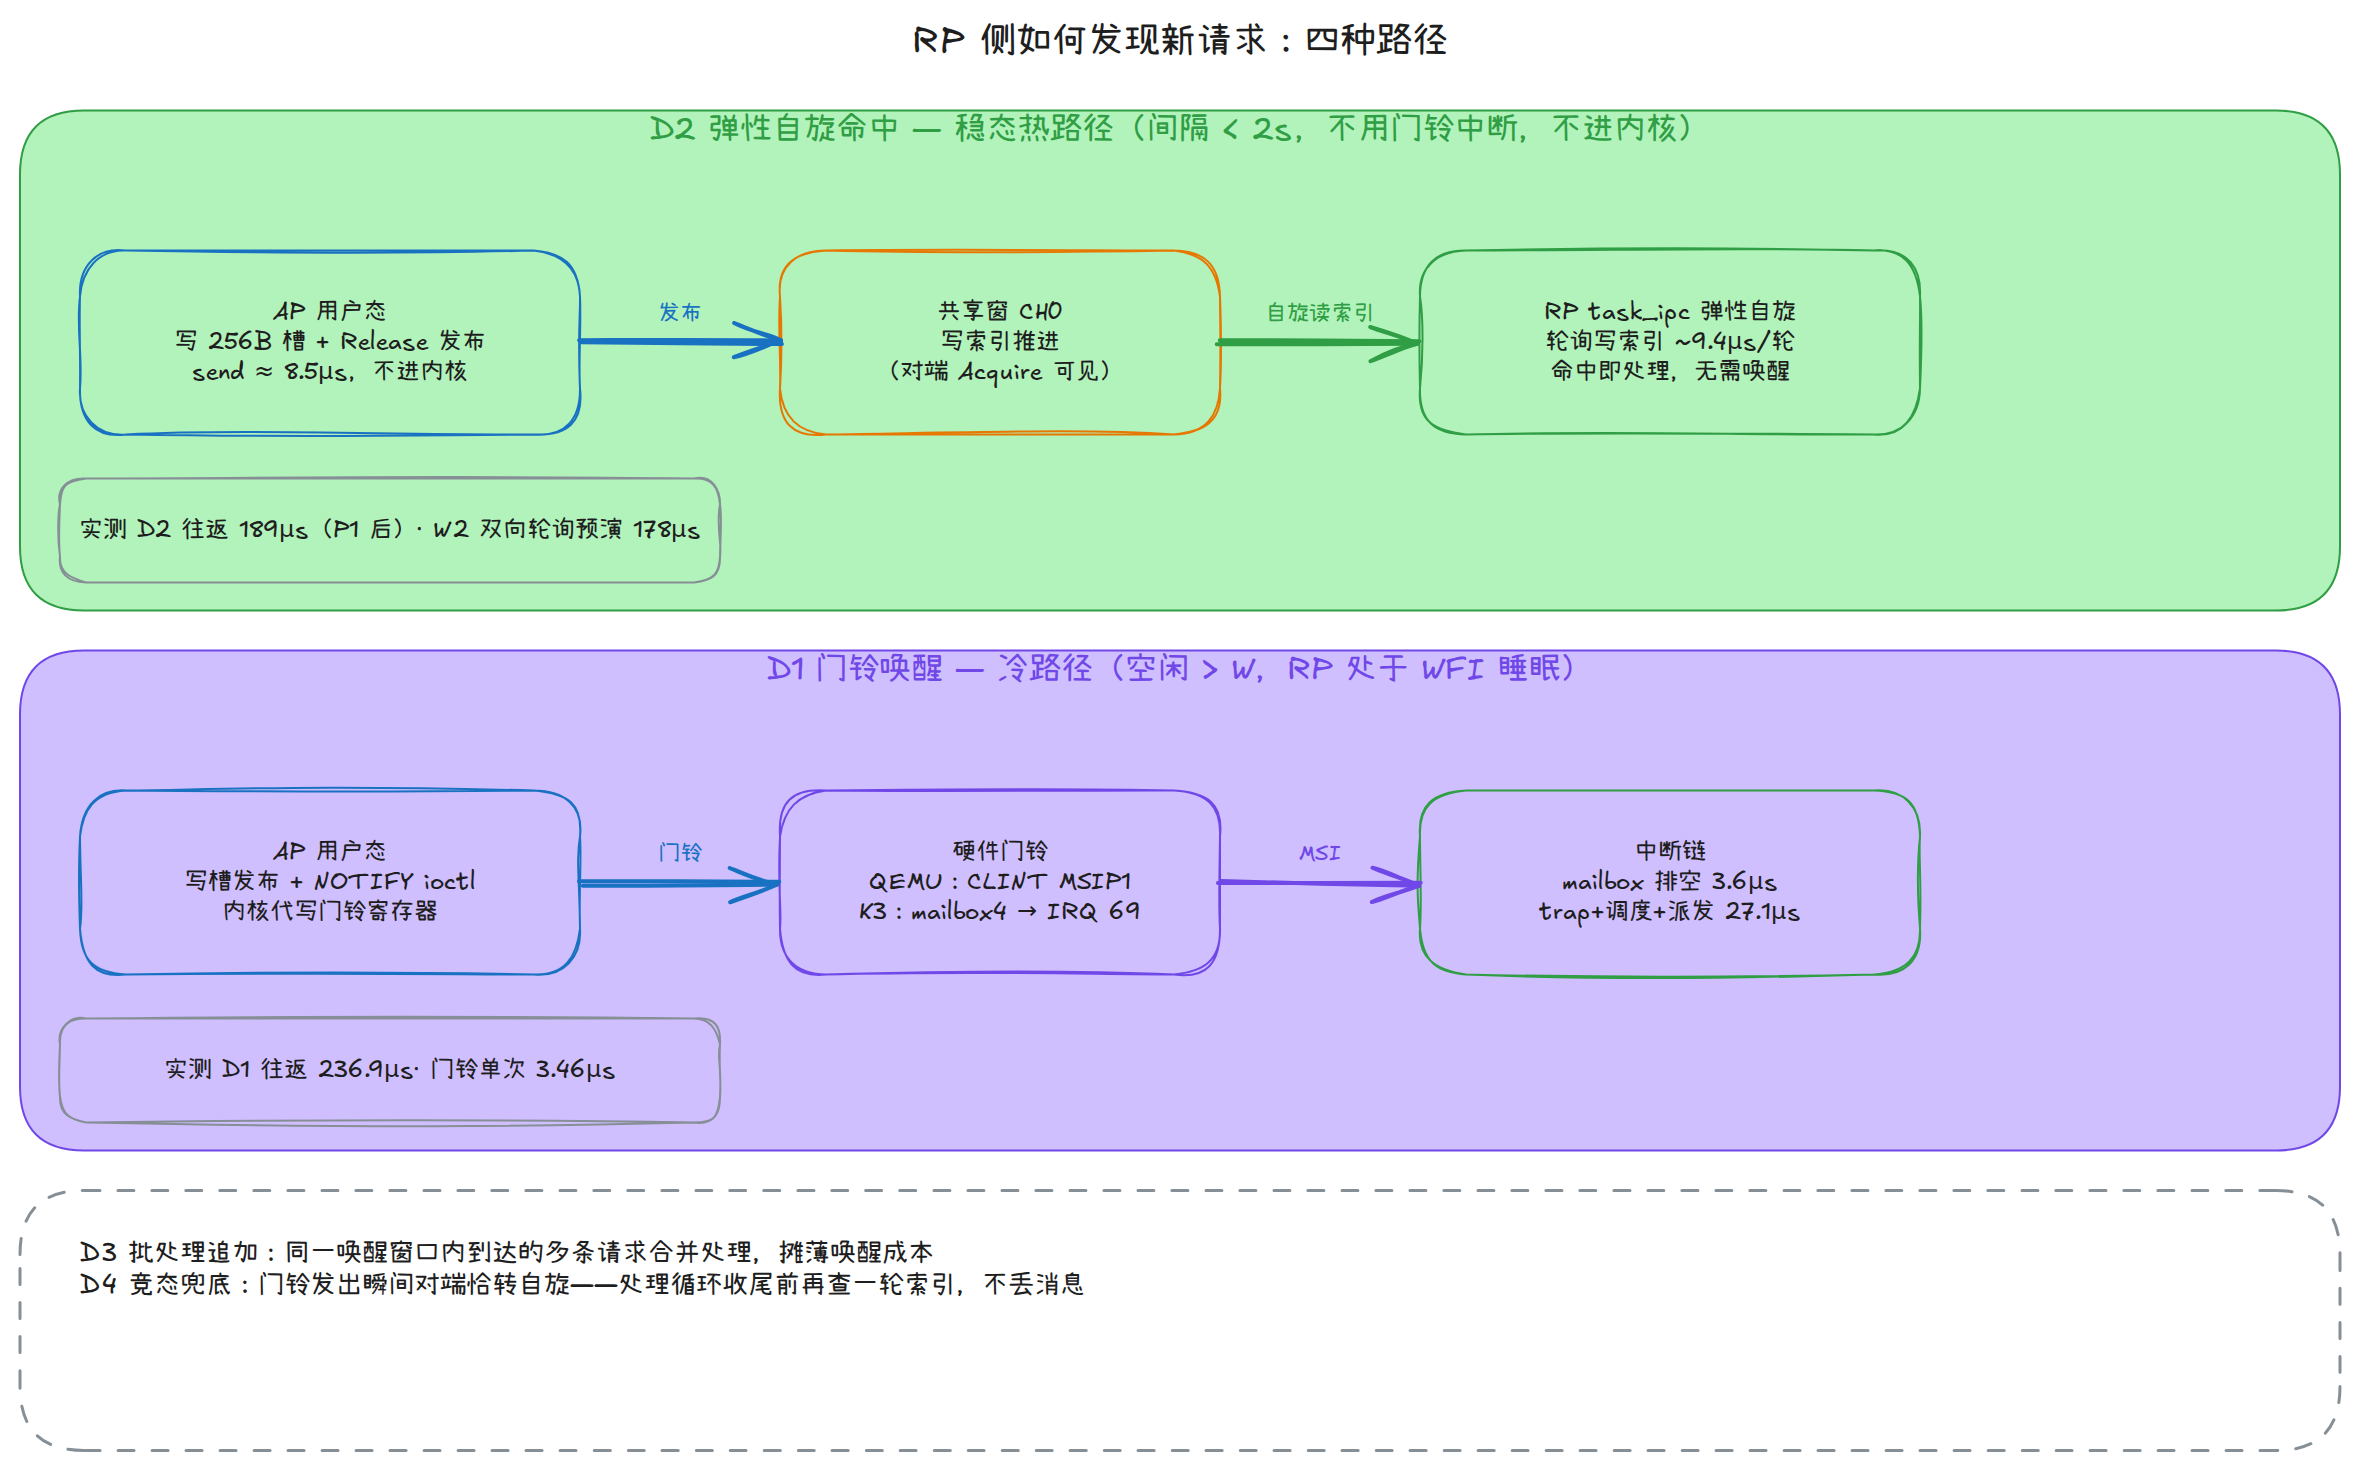 RP 侧如何发现新请求：四种路径
D2 弹性自旋命中 — 稳态热路径（间隔 < 2s，不用门铃中断，不进内核）
AP 用户态
写 256B 槽 + Release 发布
send ≈ 8.5μs，不进内核
发布
共享窗 CH0
写索引推进
（对端 Acquire 可见）
自旋读索引
RP task_ipc 弹性自旋
轮询写索引 ~9.4μs/轮
命中即处理，无需唤醒
实测 D2 往返 189μs（P1 后）· W2 双向轮询预演 178μs
D1 门铃唤醒 — 冷路径（空闲 > W，RP 处于 WFI 睡眠）
AP 用户态
写槽发布 + NOTIFY ioctl
内核代写门铃寄存器
门铃
硬件门铃
QEMU：CLINT MSIP1
K3：mailbox4 → IRQ 69
MSI
中断链
mailbox 排空 3.6μs
trap+调度+派发 27.1μs
实测 D1 往返 236.9μs· 门铃单次 3.46μs
D3 批处理追加：同一唤醒窗口内到达的多条请求合并处理，摊薄唤醒成本
D4 竞态兜底：门铃发出瞬间对端恰转自旋——处理循环收尾前再查一轮索引，不丢消息